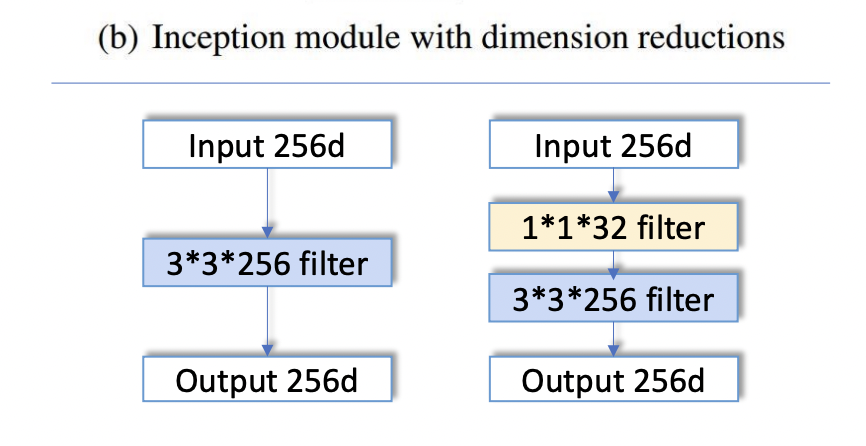 (b) Inception module with dimension reductions
Input 256d
3*3*256 filter
Output 256d
Input 256d
1*1*32 filter
3*3*256 filter
Output 256d